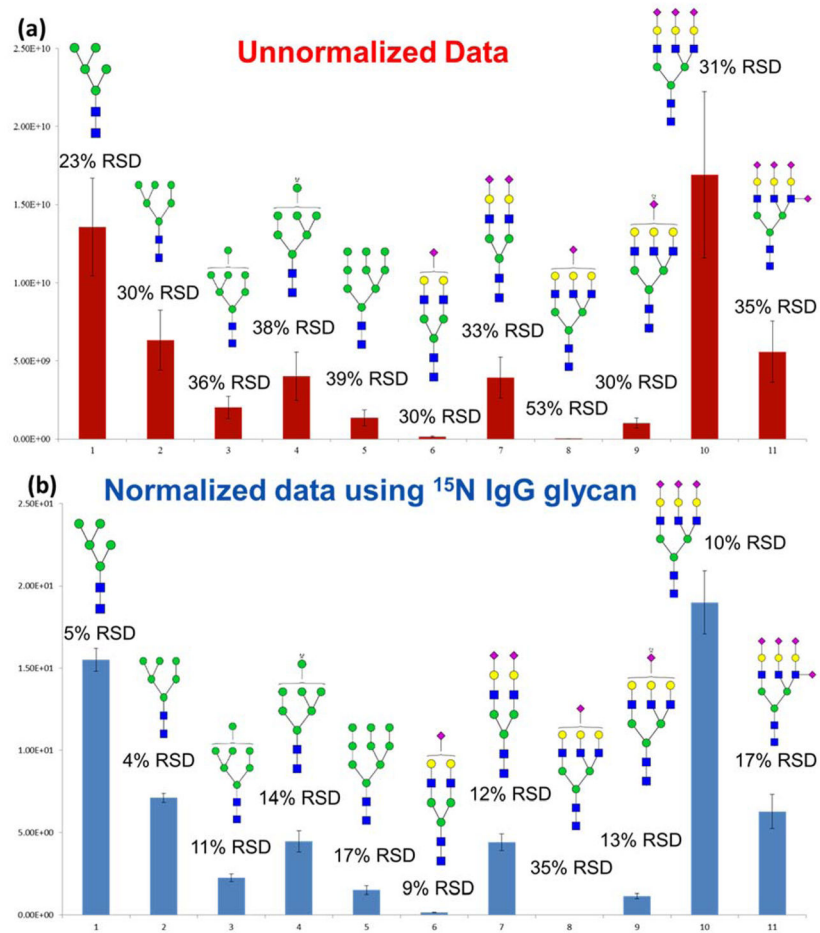 (a)
Unnormalized Data
2.50E+10
2.00E+10
1.50E+10
1.00E+10
5.00E+09
0.00E+00
23% RSD
30% RSD
36% RSD
38% RSD
39% RSD
30% RSD
33% RSD
53% RSD
30% RSD
31% RSD
35% RSD
1 2 3 4 5 6 7 8 9 10 11
(b)
Normalized data using ¹⁵N IgG glycan
2.50E+01
2.00E+01
1.50E+01
1.00E+01
5.00E+00
0.00E+00
5% RSD
4% RSD
11% RSD
14% RSD
17% RSD
9% RSD
12% RSD
35% RSD
13% RSD
10% RSD
17% RSD
1 2 3 4 5 6 7 8 9 10 11